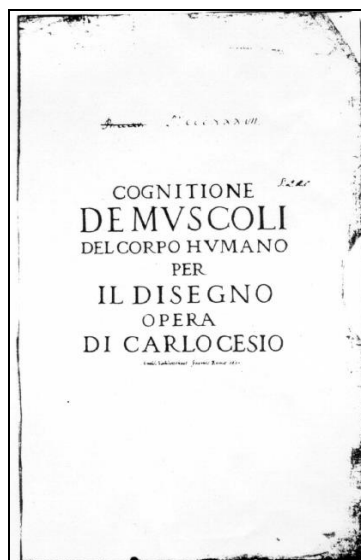 COGNITIONE
DE MVSCOLI
DEL CORPO HVMANO
PER
IL DISEGNO
OPERA
DI CARLO CESIO